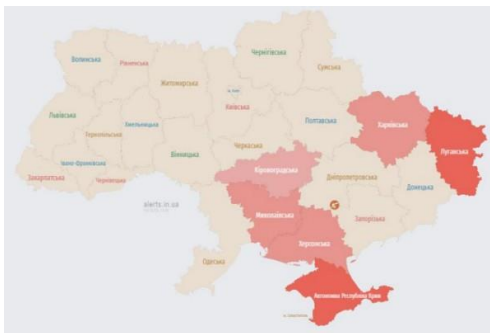 Чернігівська
Волинська
Рівненська
Сумська
Житомирська
Київська
Харківська
Львівська
Полтавська
Хмельницька
Тернопільська
Луганська
Черкаська
Вінницька
Івано-Франківська
Кіровоградська
Дніпропетровська
Закарпатська
Чернівецька
Донецька
alerts.in.ua
Миколаївська
Запорізька
Херсонська
Одеська
Автономна Республіка Крим